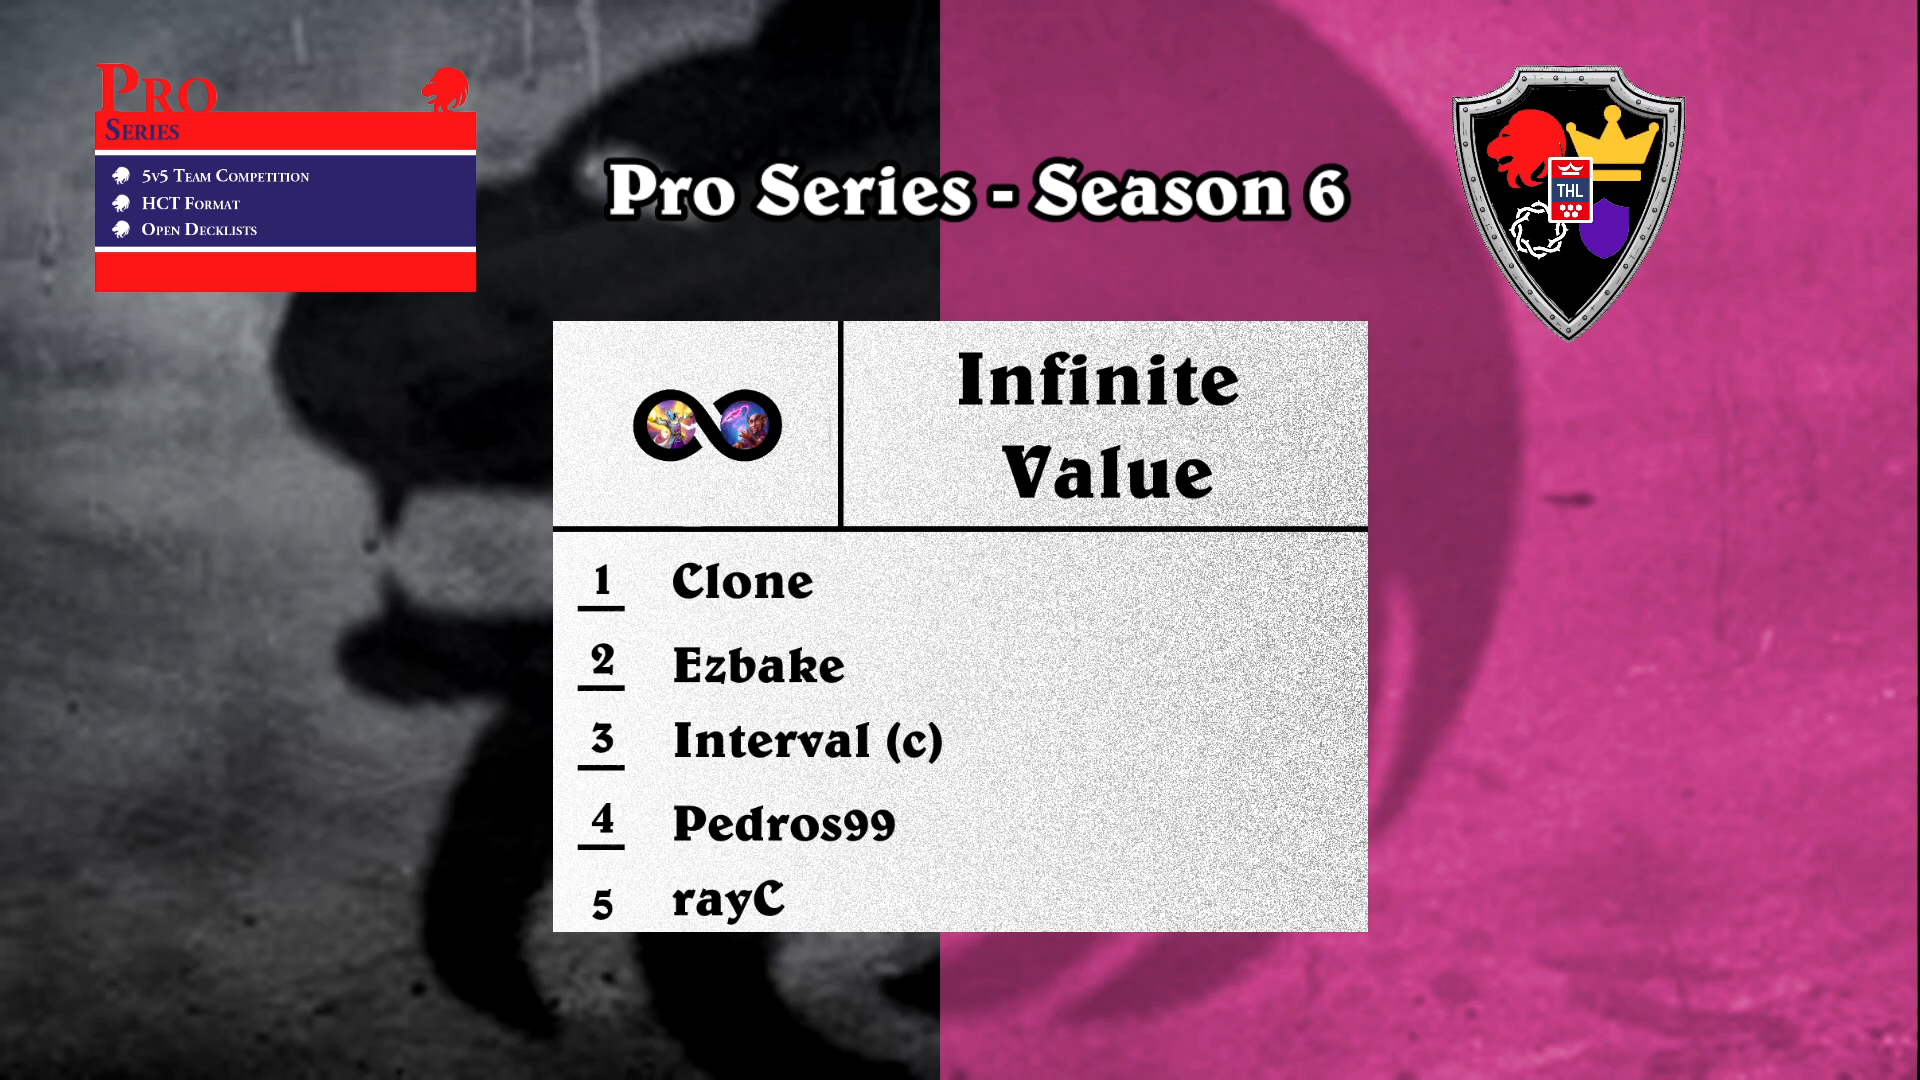 Pro
Series
5v5 Team Competition
HCT Format
Open Decklists
Pro Series - Season 6
THL
Infinite
Value
1 Clone
2 Ezbake
3 Interval (c)
4 Pedros99
5 rayC